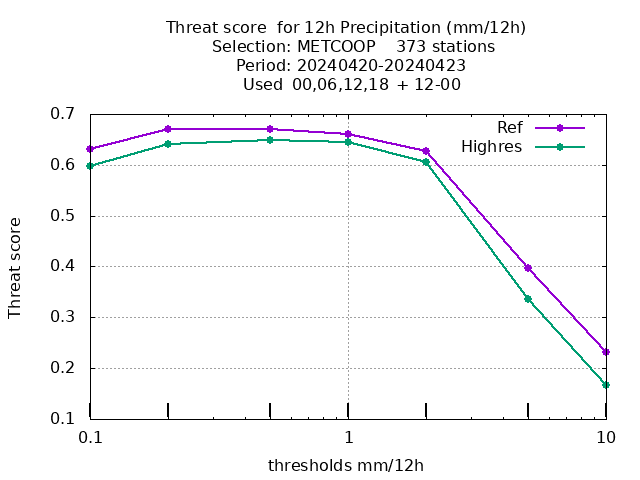 Threat score  for 12h Precipitation (mm/12h)
Selection: METCOOP    373 stations
Period: 20240420-20240423
Used  00,06,12,18 + 12-00
0.7
Ref
Highres
0.6
0.5
Threat score
0.4
0.3
0.2
0.1
0.1
1
10
thresholds mm/12h